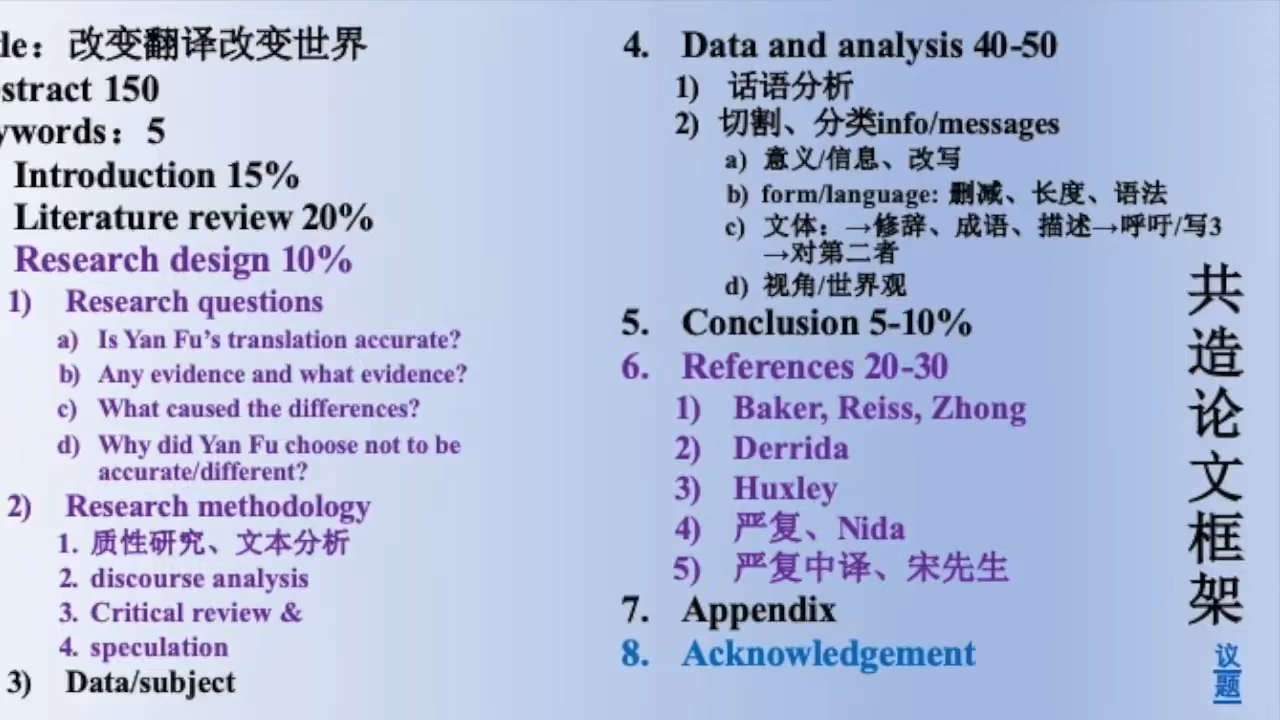 le：改变翻译改变世界
stract 150
ywords：5
Introduction 15%
Literature review 20%
Research design 10%
1) Research questions
a) Is Yan Fu’s translation accurate?
b) Any evidence and what evidence?
c) What caused the differences?
d) Why did Yan Fu choose not to be
accurate/different?
2) Research methodology
1. 质性研究、文本分析
2. discourse analysis
3. Critical review &
4. speculation
3) Data/subject
4. Data and analysis 40-50
1) 话语分析
2) 切割、分类info/messages
a) 意义/信息、改写
b) form/language: 删减、长度、语法
c) 文体：→修辞、成语、描述→呼吁/写3
→对第二者
d) 视角/世界观
5. Conclusion 5-10%
6. References 20-30
1) Baker, Reiss, Zhong
2) Derrida
3) Huxley
4) 严复、Nida
5) 严复中译、宋先生
7. Appendix
8. Acknowledgement
共造论文框架
议题